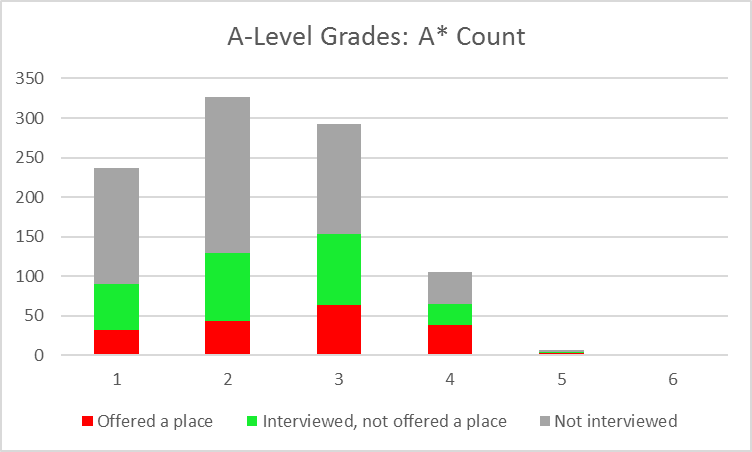 A-Level Grades: A* Count
350
300
250
200
150
100
50
0
1 2 3 4 5 6
Offered a place Interviewed, not offered a place Not interviewed